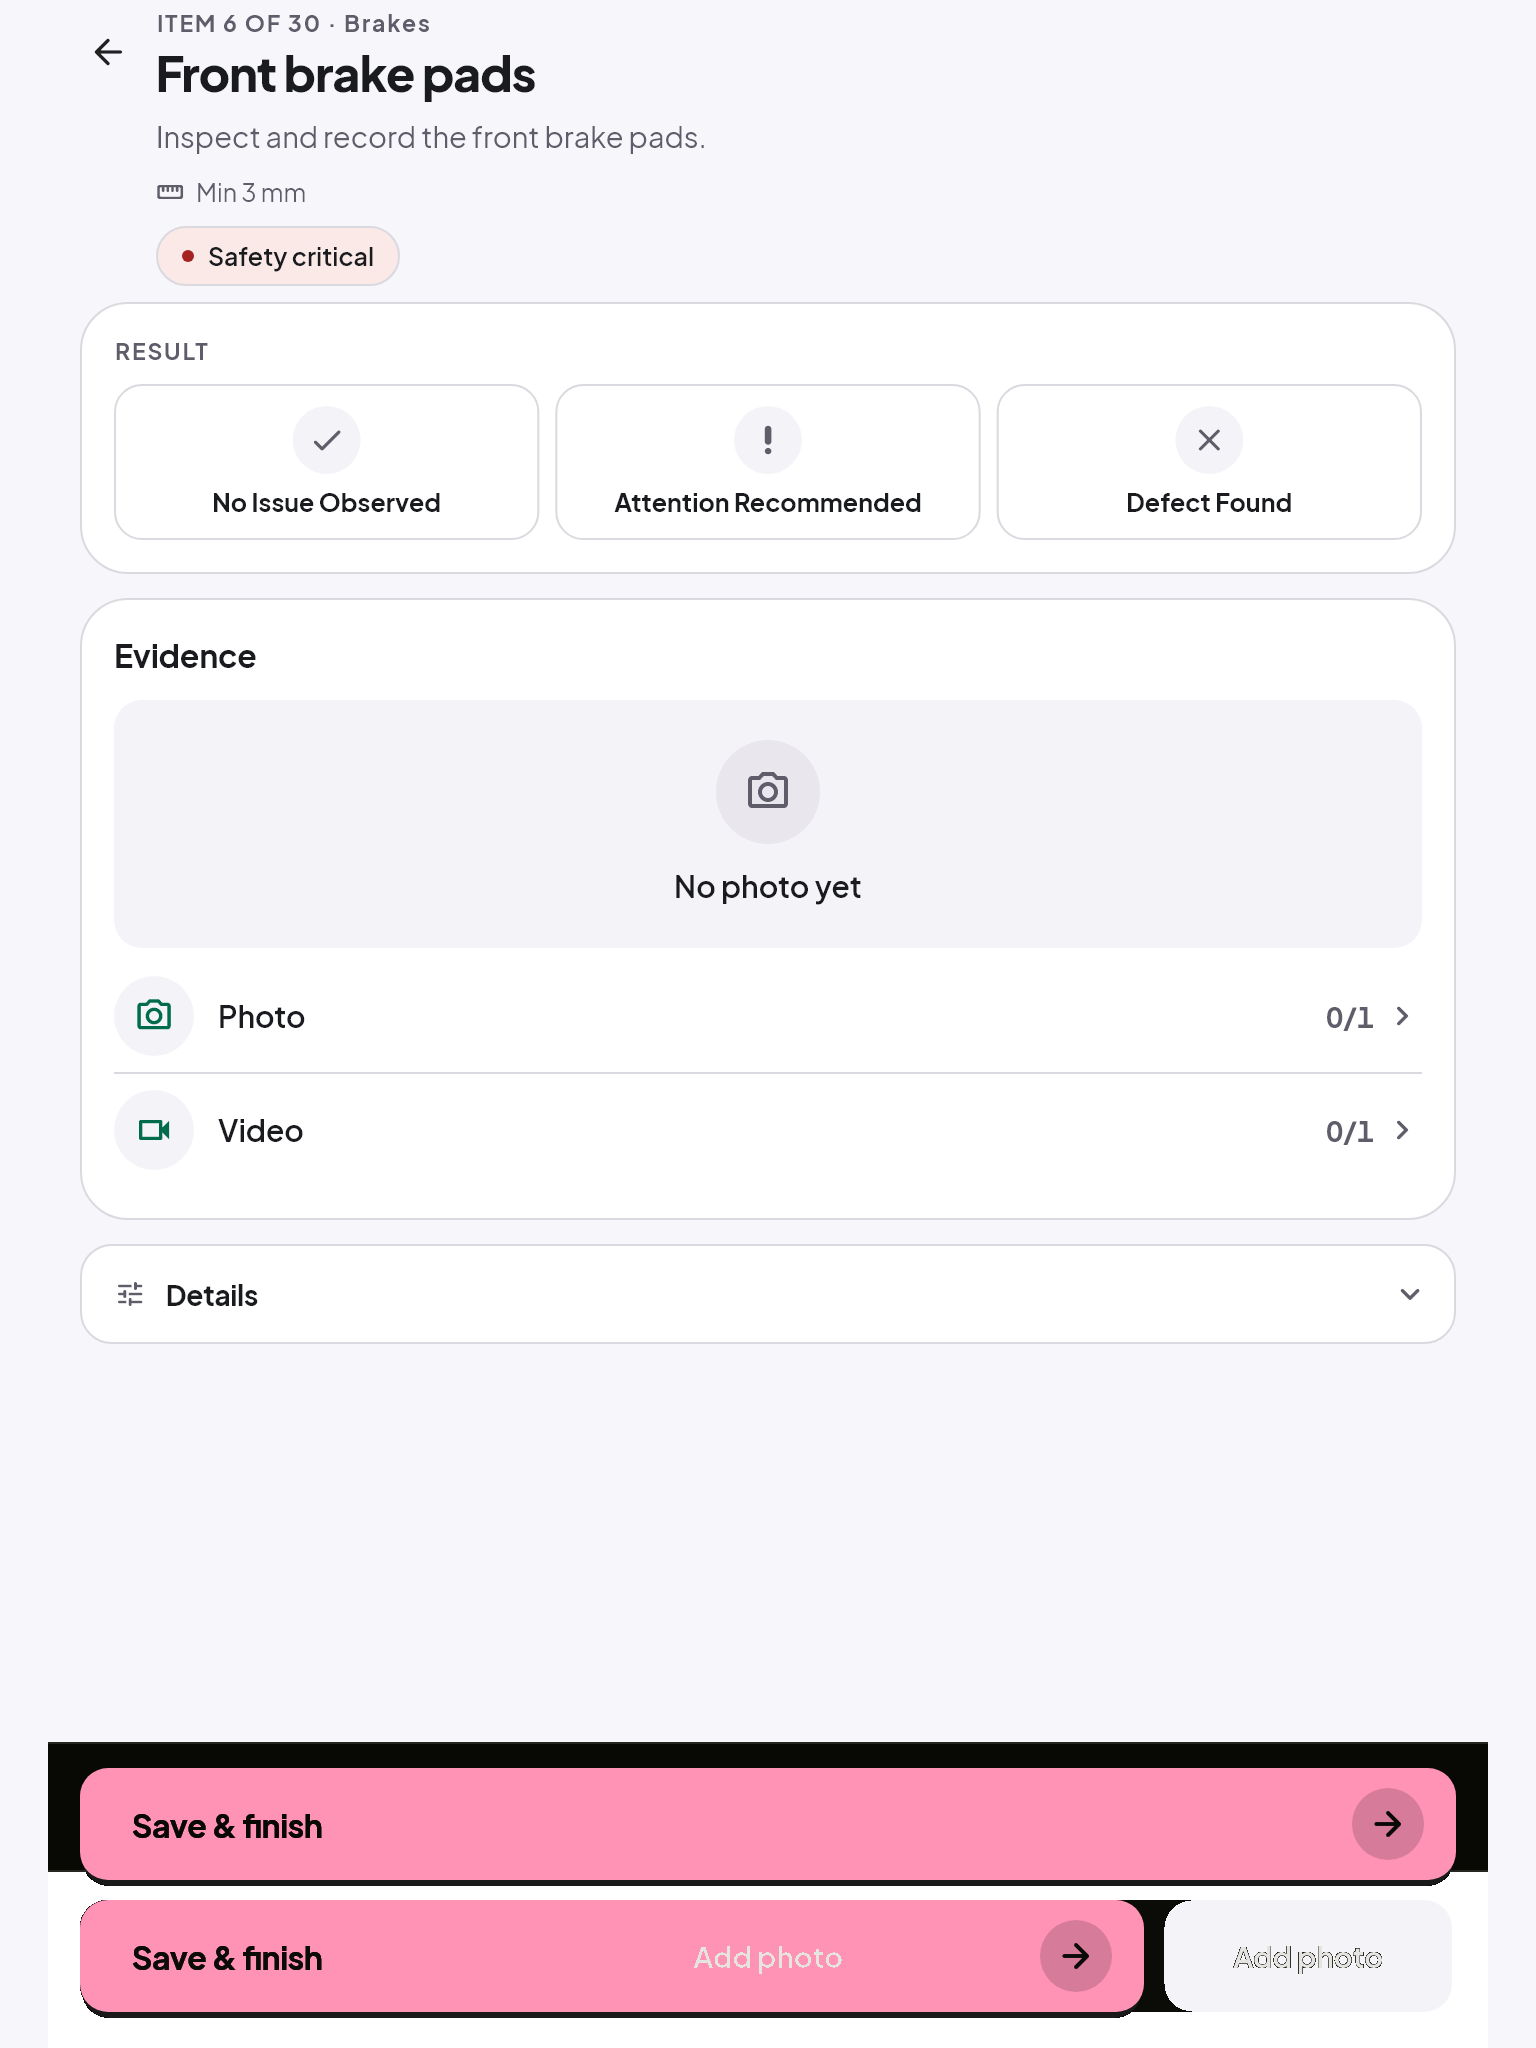 ITEM 6 OF 30 · Brakes
Front brake pads
Inspect and record the front brake pads.
Min 3 mm
Safety critical
RESULT
No Issue Observed
Attention Recommended
Defect Found
Evidence
No photo yet
Photo
0/1
Video
0/1
Details
Save & finish
Save & finish
Add photo
Add photo